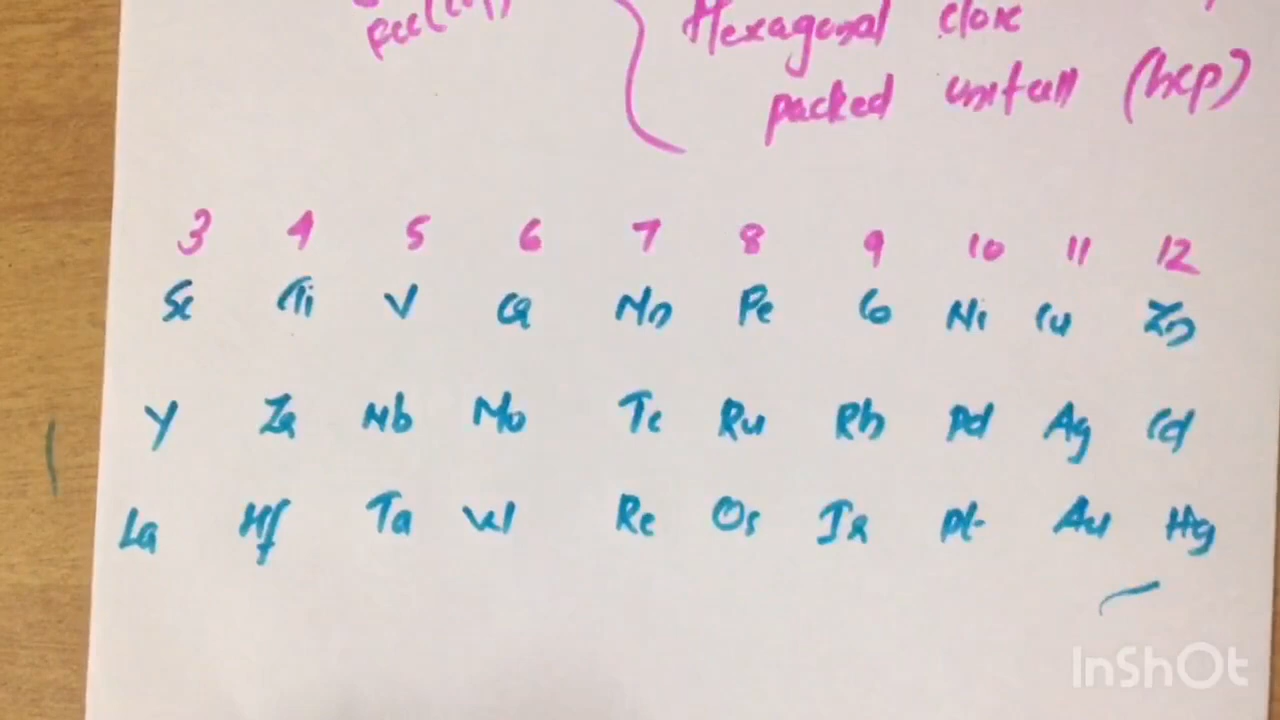 fcc(ccp)
Hexagonal close
packed unitcell (hcp)
3 4 5 6 7 8 9 10 11 12
Sc Ti V Cr Mn Fe Co Ni Cu Zn
Y Zr Nb Mo Tc Ru Rh Pd Ag Cd
La Hf Ta W Re Os Ir Pt Au Hg
InShOt